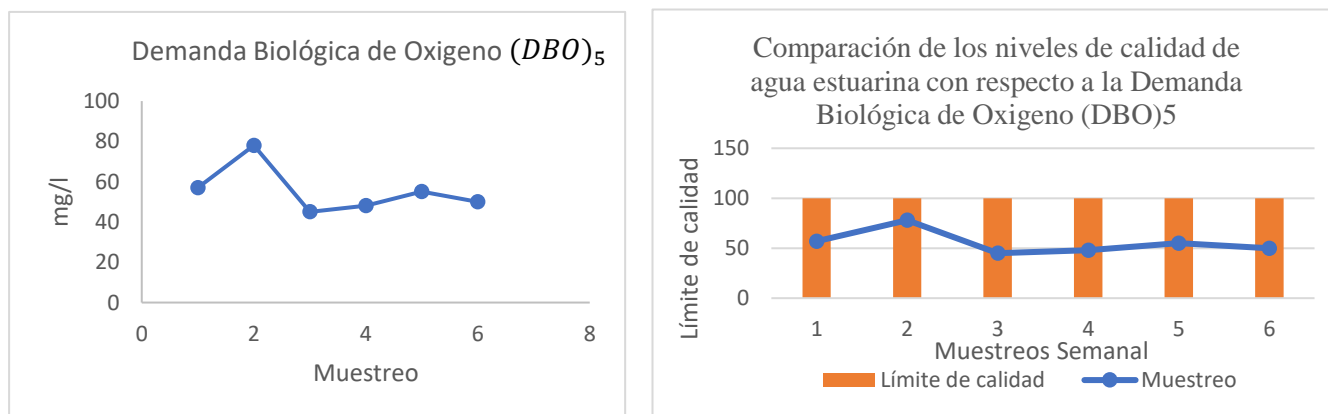 Demanda Biológica de Oxigeno (DBO)₅
100
80
60
40
20
0
mg/l
0 2 4 6 8
Muestreo
Comparación de los niveles de calidad de
agua estuarina con respecto a la Demanda
Biológica de Oxigeno (DBO)5
150
100
50
0
Límite de calidad
1 2 3 4 5 6
Muestreos Semanal
Límite de calidad Muestreo